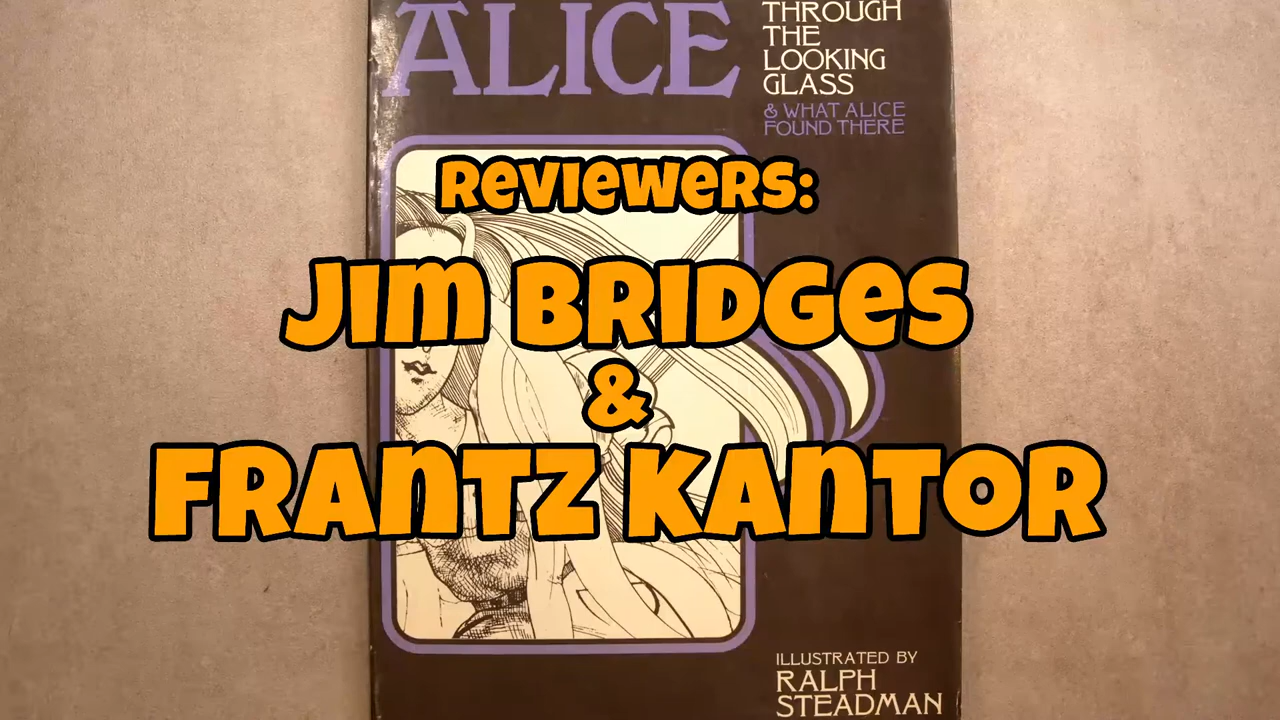 ALICE
THROUGH
THE
LOOKING
GLASS
& WHAT ALICE
FOUND THERE
Reviewers:
Jim Bridges
&
Frantz Kantor
ILLUSTRATED BY
RALPH
STEADMAN